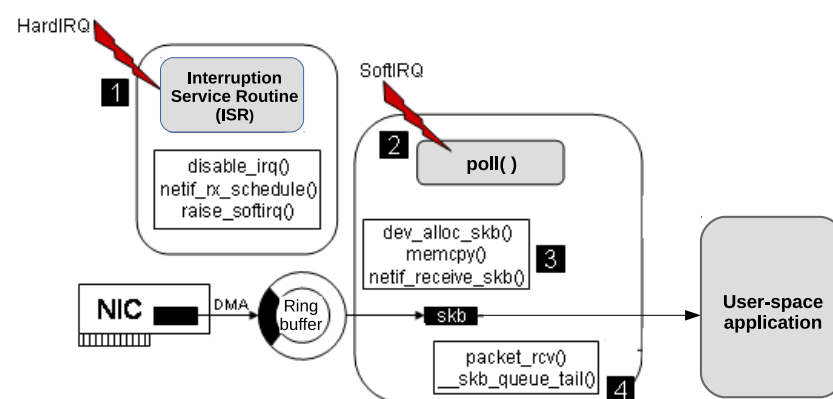 HardIRQ
1
Interruption
Service Routine
(ISR)
disable_irq()
netif_rx_schedule()
raise_softirq()
SoftIRQ
2
poll( )
dev_alloc_skb()
memcpy()
netif_receive_skb()
3
NIC
DMA
Ring
buffer
skb
packet_rcv()
__skb_queue_tail()
4
User-space
application